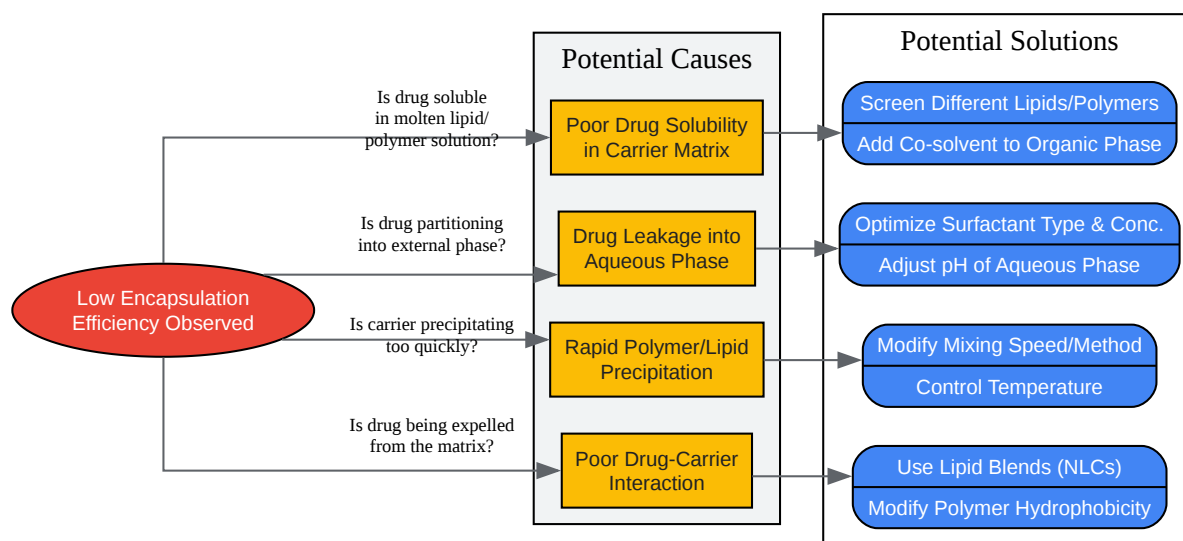 Potential Causes
Potential Solutions
Low Encapsulation
Efficiency Observed
Is drug soluble
in molten lipid/
polymer solution?
Poor Drug Solubility
in Carrier Matrix
Screen Different Lipids/Polymers
Add Co-solvent to Organic Phase
Is drug partitioning
into external phase?
Drug Leakage into
Aqueous Phase
Optimize Surfactant Type & Conc.
Adjust pH of Aqueous Phase
Is carrier precipitating
too quickly?
Rapid Polymer/Lipid
Precipitation
Modify Mixing Speed/Method
Control Temperature
Is drug being expelled
from the matrix?
Poor Drug-Carrier
Interaction
Use Lipid Blends (NLCs)
Modify Polymer Hydrophobicity